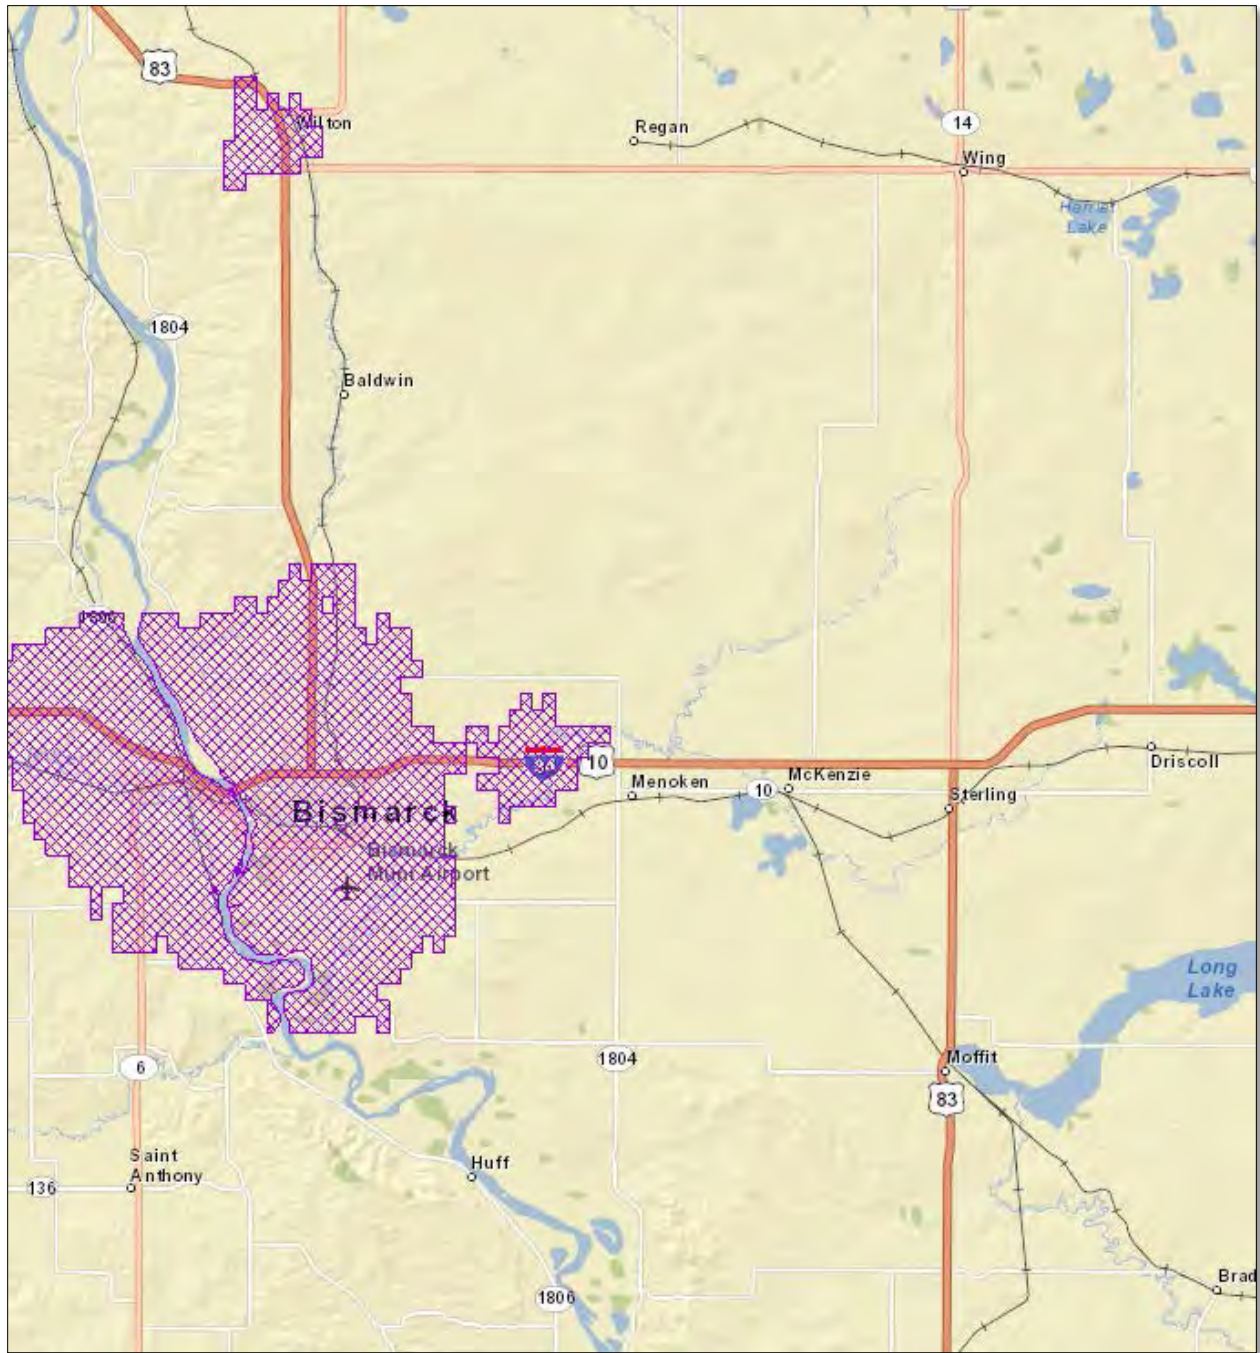 83
Wilton
Regan
14
Wing
Harriet
Lake
1804
Baldwin
1806
94
10
Menoken
10
McKenzie
Driscoll
Sterling
Bismarck
Bismarck
Muni Airport
Long
Lake
6
1804
Moffit
83
Saint
Anthony
Huff
136
1806
Brad